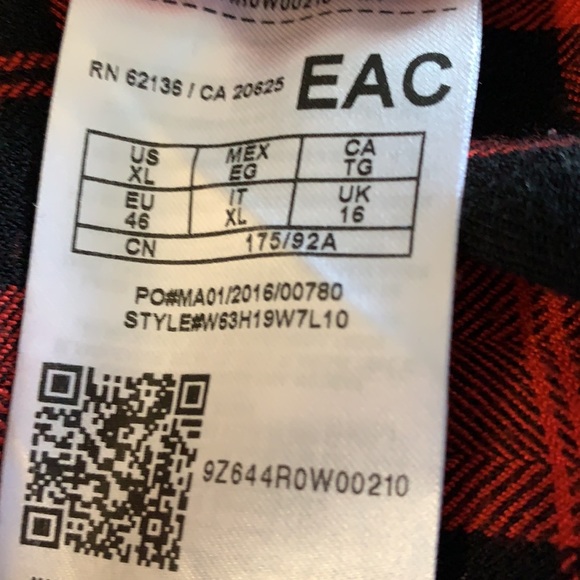 RN 62136 / CA 20625 EAC
US XL MEX EG CA TG
EU 46 IT XL UK 16
CN 175/92A
PO#MA01/2016/00780
STYLE#W63H19W7L10
9Z644R0W00210